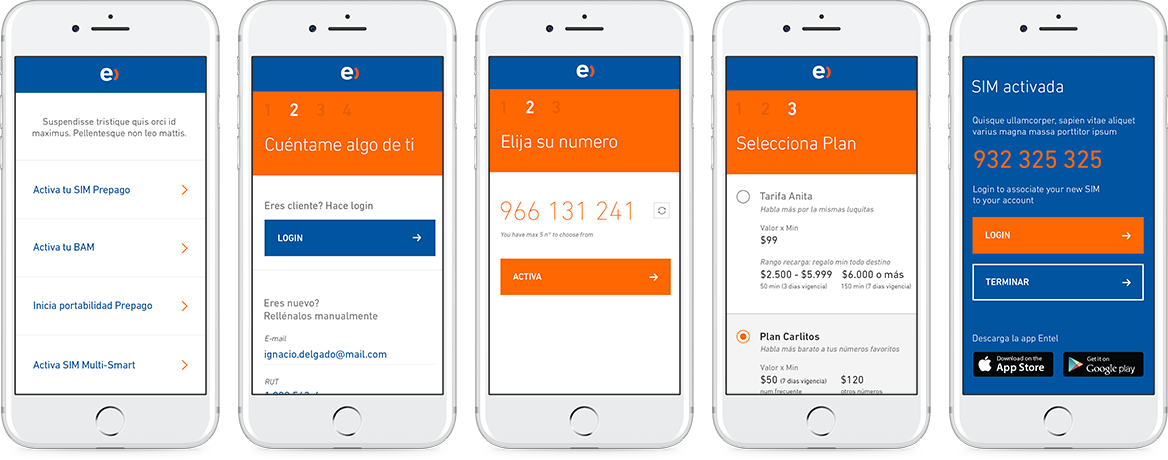 e)
Suspendisse tristique quis orci id
maximus. Pellentesque non leo mattis.
Activa tu SIM Prepago
Activa tu BAM
Inicia portabilidad Prepago
Activa SIM Multi-Smart
e)
1 2 3 4
Cuéntame algo de ti
Eres cliente? Hace login
LOGIN
Eres nuevo?
Rellénalos manualmente
E-mail
ignacio.delgado@mail.com
RUT
e)
1 2 3
Elija su numero
966 131 241
You have max 5 n° to choose from
ACTIVA
e)
1 2 3
Selecciona Plan
Tarifa Anita
Habla más por la mismas luquitas
Valor x Min
$99
Rango recarga: regalo min todo destino
$2.500 - $5.999 $6.000 o más
50 min (3 dias vigencia) 150 min (7 dias vigencia)
Plan Carlitos
Habla más barato a tus números favoritos
Valor x Min
$50 (7 dias vigencia) $120
num frecuente otros números
SIM activada
Quisque ullamcorper, sapien vitae aliquet
varius magna massa porttitor ipsum
932 325 325
Login to associate your new SIM
to your account
LOGIN
TERMINAR
Descarga la app Entel
Download on the
App Store
Get it on
Google play